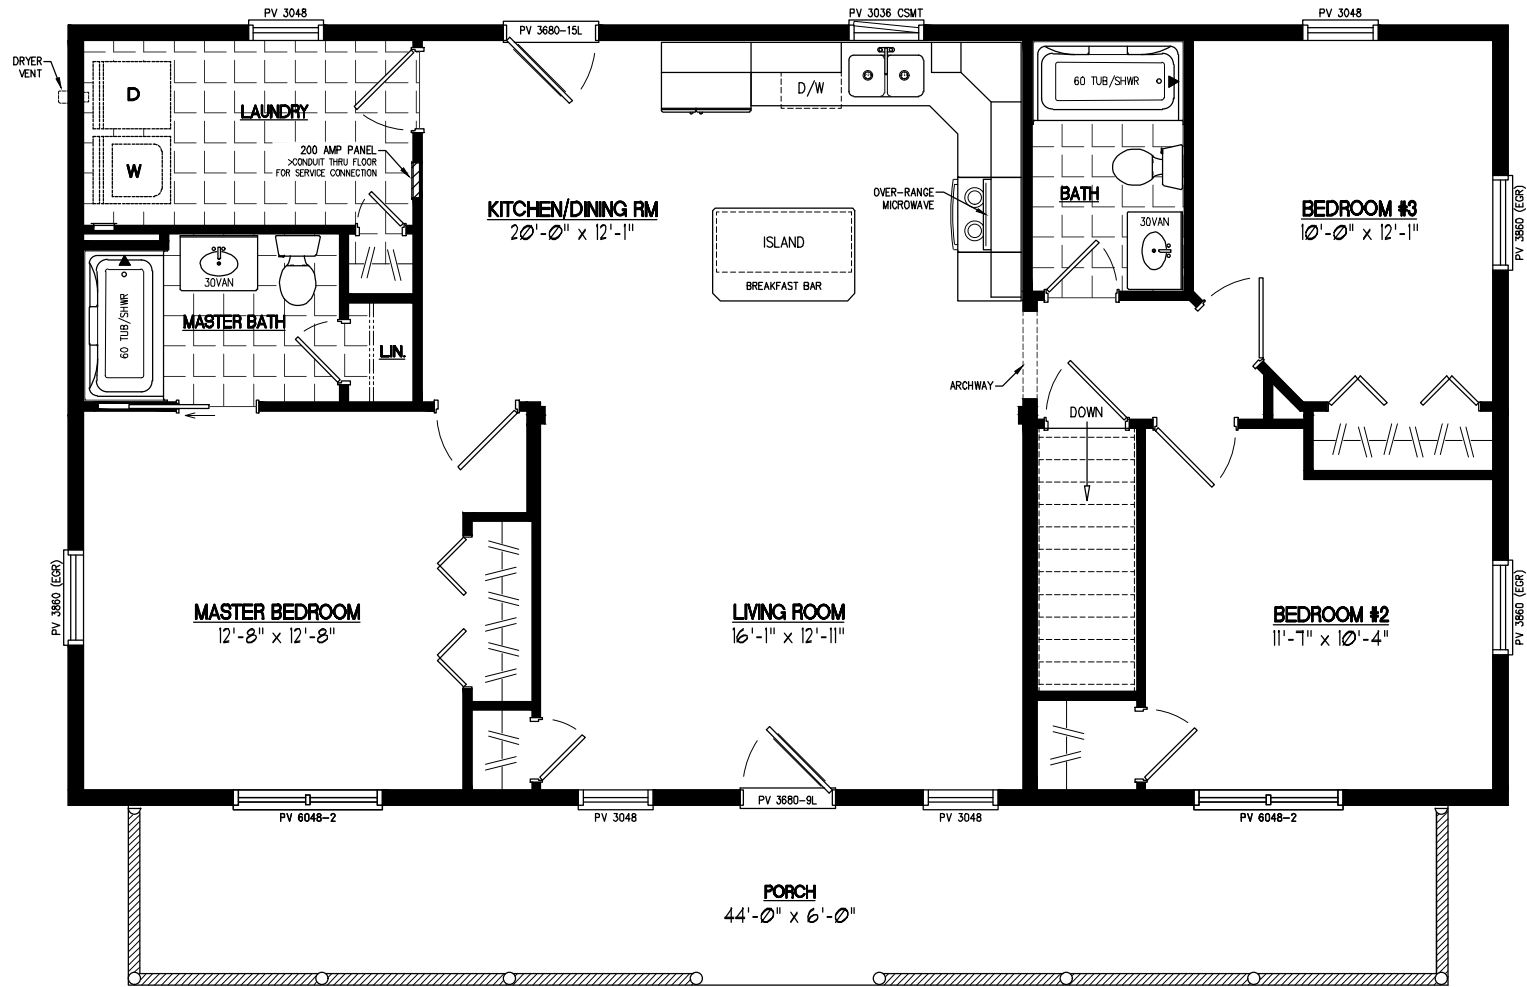 PV 3048
PV 3680-15L
PV 3036 CSMT
PV 3048
DRYER
VENT
D
W
LAUNDRY
200 AMP PANEL
>CONDUIT THRU FLOOR
FOR SERVICE CONNECTION
D/W
60 TUB/SHWR
KITCHEN/DINING RM
20'-0" x 12'-1"
OVER-RANGE
MICROWAVE
BATH
30VAN
BEDROOM #3
10'-0" x 12'-1"
PV 3860 (EGR)
ISLAND
BREAKFAST BAR
30VAN
60 TUB/SHWR
MASTER BATH
LIN.
ARCHWAY
DOWN
PV 3860 (EGR)
MASTER BEDROOM
12'-8" x 12'-8"
LIVING ROOM
16'-1" x 12'-11"
BEDROOM #2
11'-7" x 10'-4"
PV 3860 (EGR)
PV 6048-2
PV 3048
PV 3680-9L
PV 3048
PV 6048-2
PORCH
44'-0" x 6'-0"